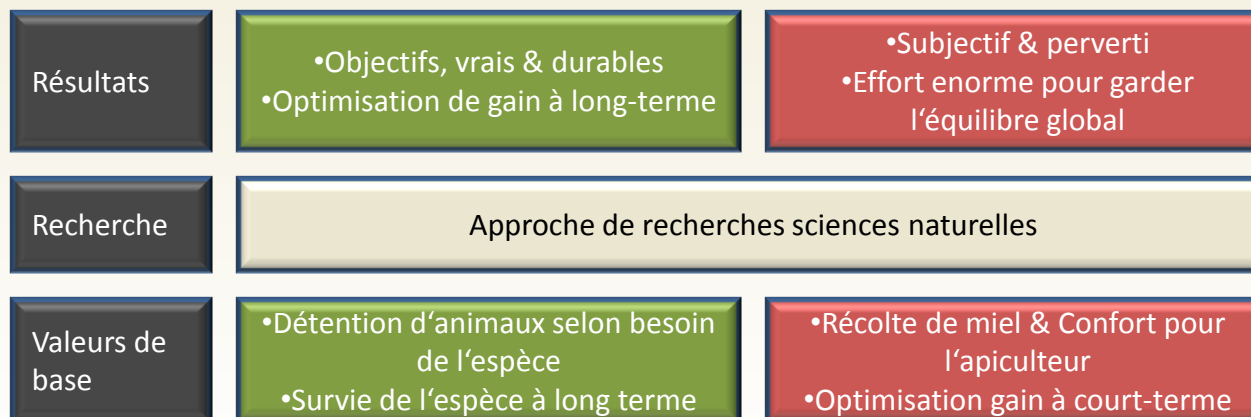 Résultats
•Objectifs, vrais & durables
•Optimisation de gain à long-terme
•Subjectif & perverti
•Effort enorme pour garder
l‘équilibre global
Recherche
Approche de recherches sciences naturelles
Valeurs de
base
•Détention d‘animaux selon besoin
de l‘espèce
•Survie de l‘espèce à long terme
•Récolte de miel & Confort pour
l‘apiculteur
•Optimisation gain à court-terme